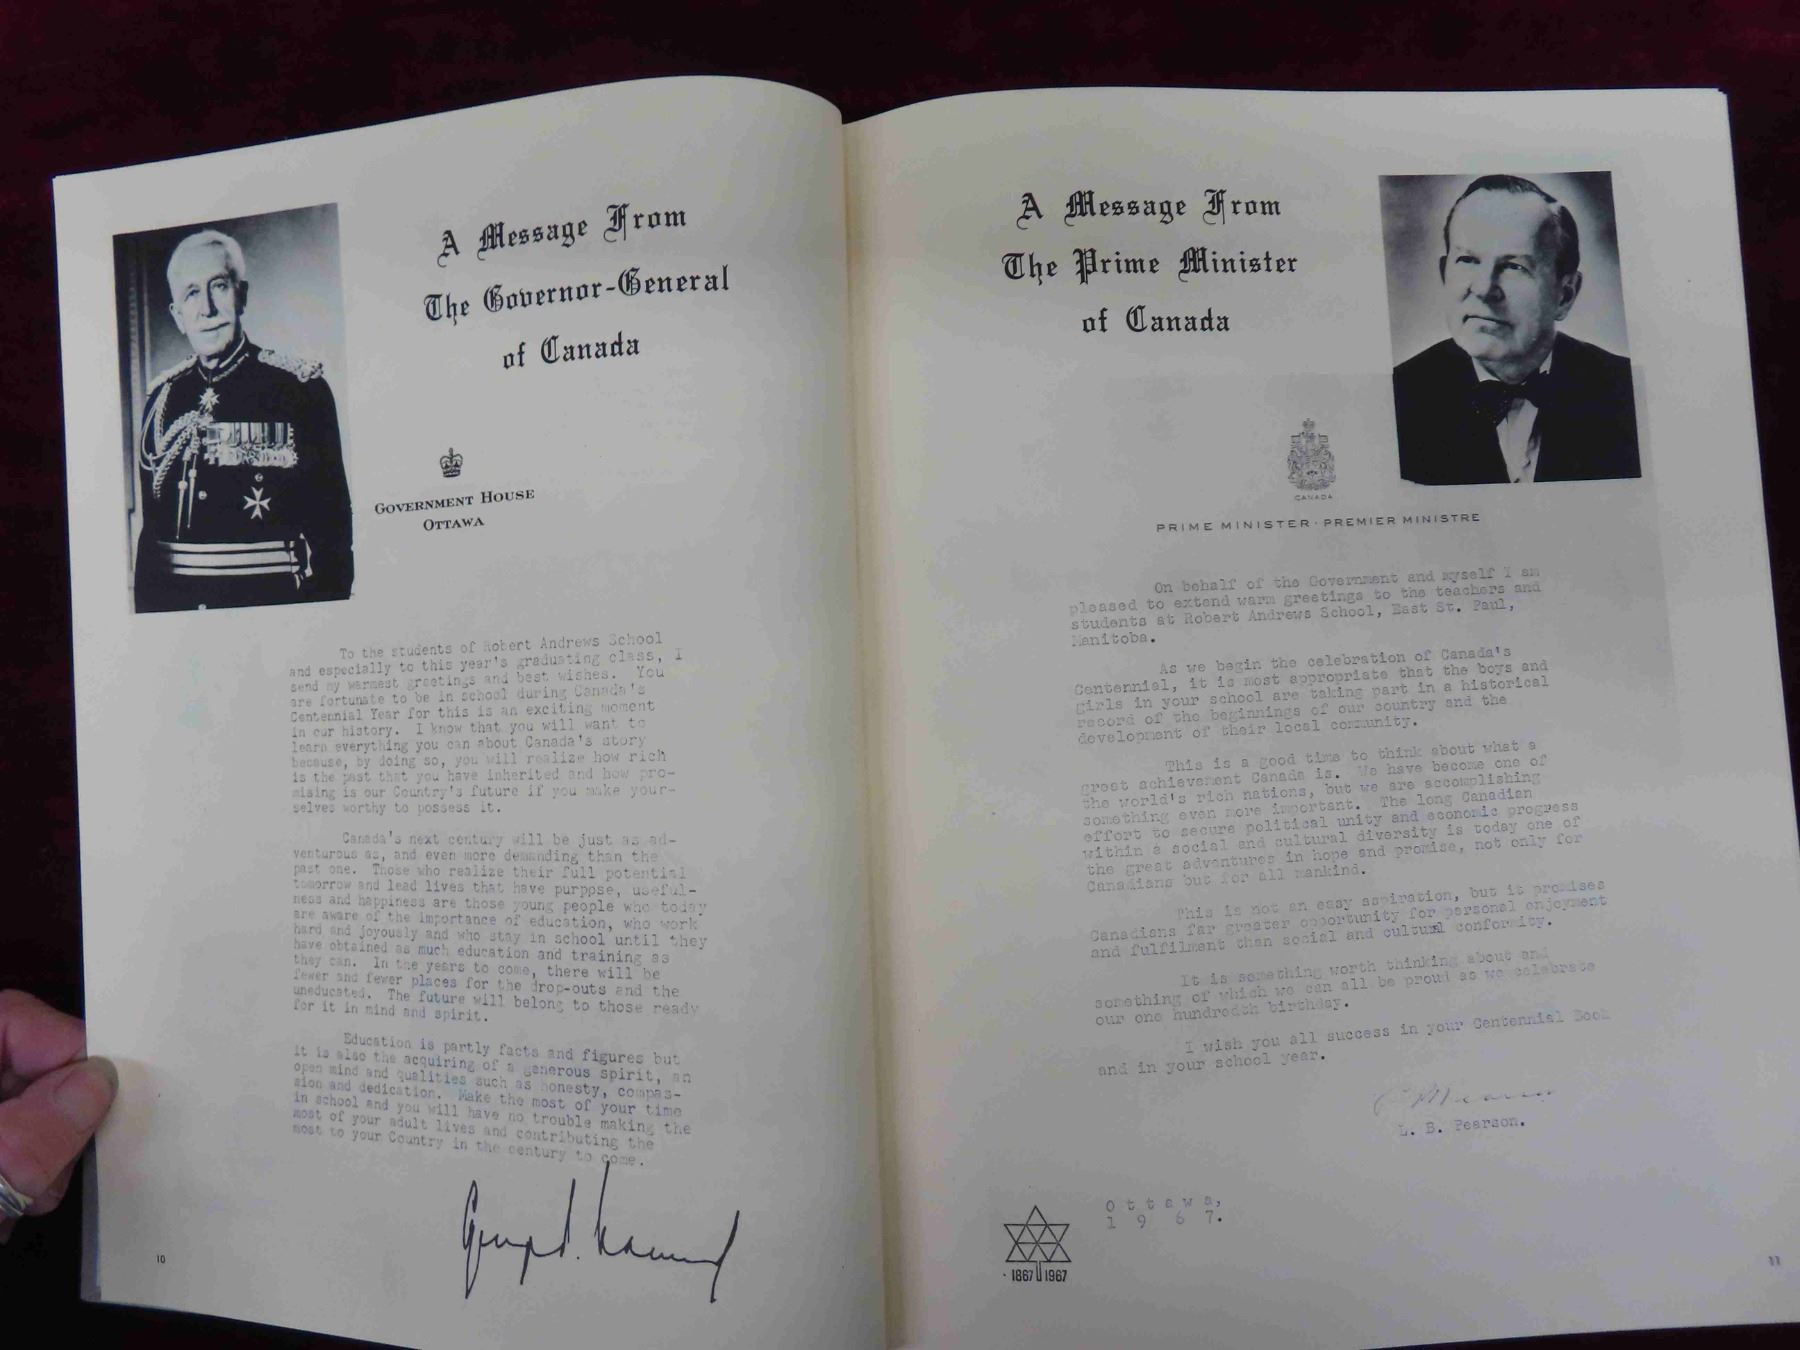 A Message From
The Governor-General
of Canada
GOVERNMENT HOUSE
OTTAWA
To the students of Robert Andrews School
and especially to this year's graduating class, I
send my warmest greetings and best wishes. You
are fortunate to be in school during Canada's
Centennial Year for this is an exciting moment
in our history. I know that you will want to
learn everything you can about Canada's story
because, by doing so, you will realize how rich
is the past that you have inherited and how pro-
mising is our Country's future if you make your-
selves worthy to possess it.
Canada's next century will be just as ad-
venturous as, and even more demanding than the
past one. Those who realize their full potential
tomorrow and lead lives that have purppse, useful-
ness and happiness are those young people who today
are aware of the importance of education, who work
hard and joyously and who stay in school until they
have obtained as much education and training as
they can. In the years to come, there will be
fewer and fewer places for the drop-outs and the
uneducated. The future will belong to those ready
for it in mind and spirit.
Education is partly facts and figures but
it is also the acquiring of a generous spirit, an
open mind and qualities such as honesty, compas-
sion and dedication. Make the most of your time
in school and you will have no trouble making the
most of your adult lives and contributing the
most to your Country in the century to come.
10
A Message From
The Prime Minister
of Canada
CANADA
PRIME MINISTER · PREMIER MINISTRE
On behalf of the Government and myself I am
pleased to extend warm greetings to the teachers and
students at Robert Andrews School, East St. Paul,
Manitoba.
As we begin the celebration of Canada's
Centennial, it is most appropriate that the boys and
girls in your school are taking part in a historical
record of the beginnings of our country and the
development of their local community.
This is a good time to think about what a
great achievement Canada is. We have become one of
the world's rich nations, but we are accomplishing
something even more important. The long Canadian
effort to secure political unity and economic progress
within a social and cultural diversity is today one of
the great adventures in hope and promise, not only for
Canadians but for all mankind.
This is not an easy aspiration, but it promises
Canadians far greater opportunity for personal enjoyment
and fulfilment than social and cultural conformity.
It is something worth thinking about and
something of which we can all be proud as we celebrate
our one hundredth birthday.
I wish you all success in your Centennial Book
and in your school year.
L. B. Pearson.
Ottawa,
1967.
1867 1967
11